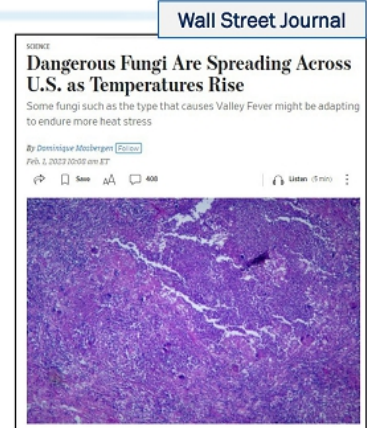 Wall Street Journal
SCIENCE
Dangerous Fungi Are Spreading Across
U.S. as Temperatures Rise
Some fungi such as the type that causes Valley Fever might be adapting
to endure more heat stress
By Dominique Mosbergen Follow
Feb. 1, 2023 10:00 am ET
Save AA 408 Listen (5 min)